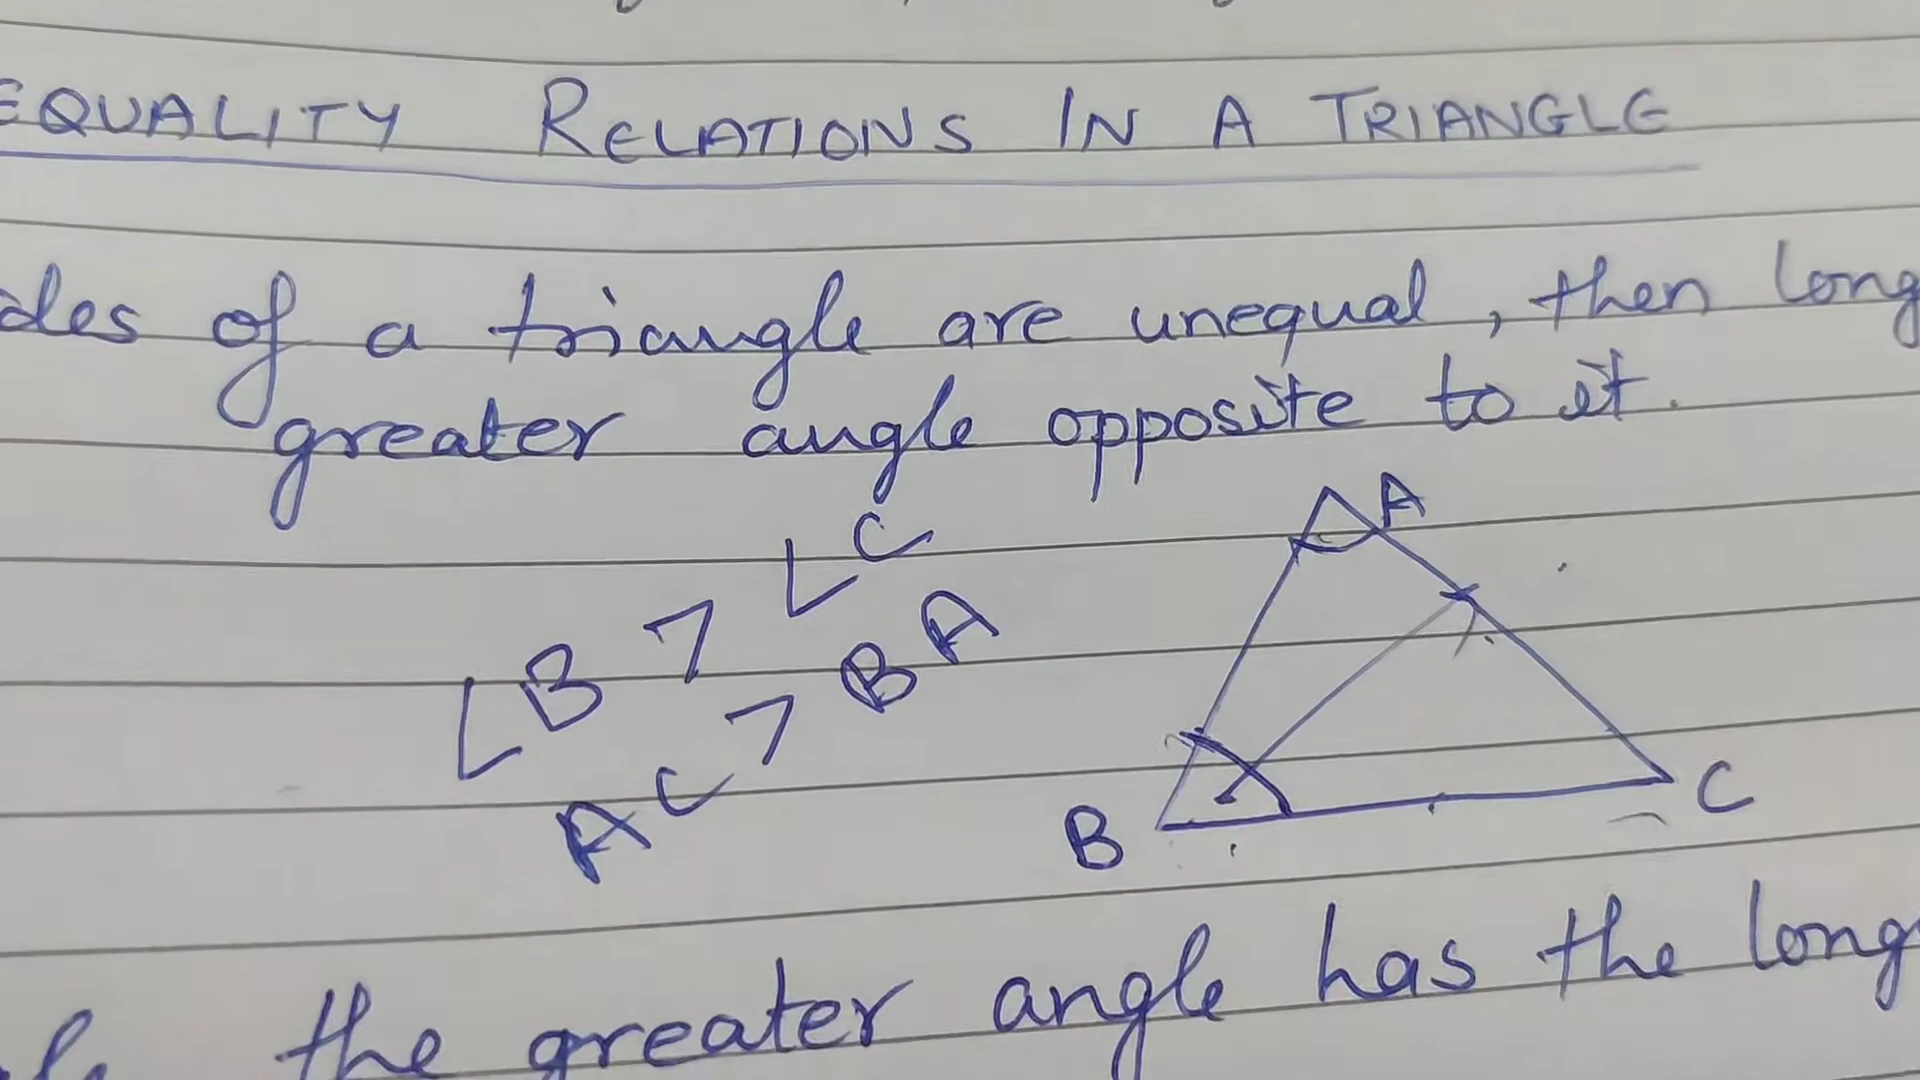 EQUALITY RELATIONS IN A TRIANGLE
des of a triangle are unequal, then long
greater angle opposite to it.
∠B > ∠C
AC > BA
A
B
C
the greater angle has the long